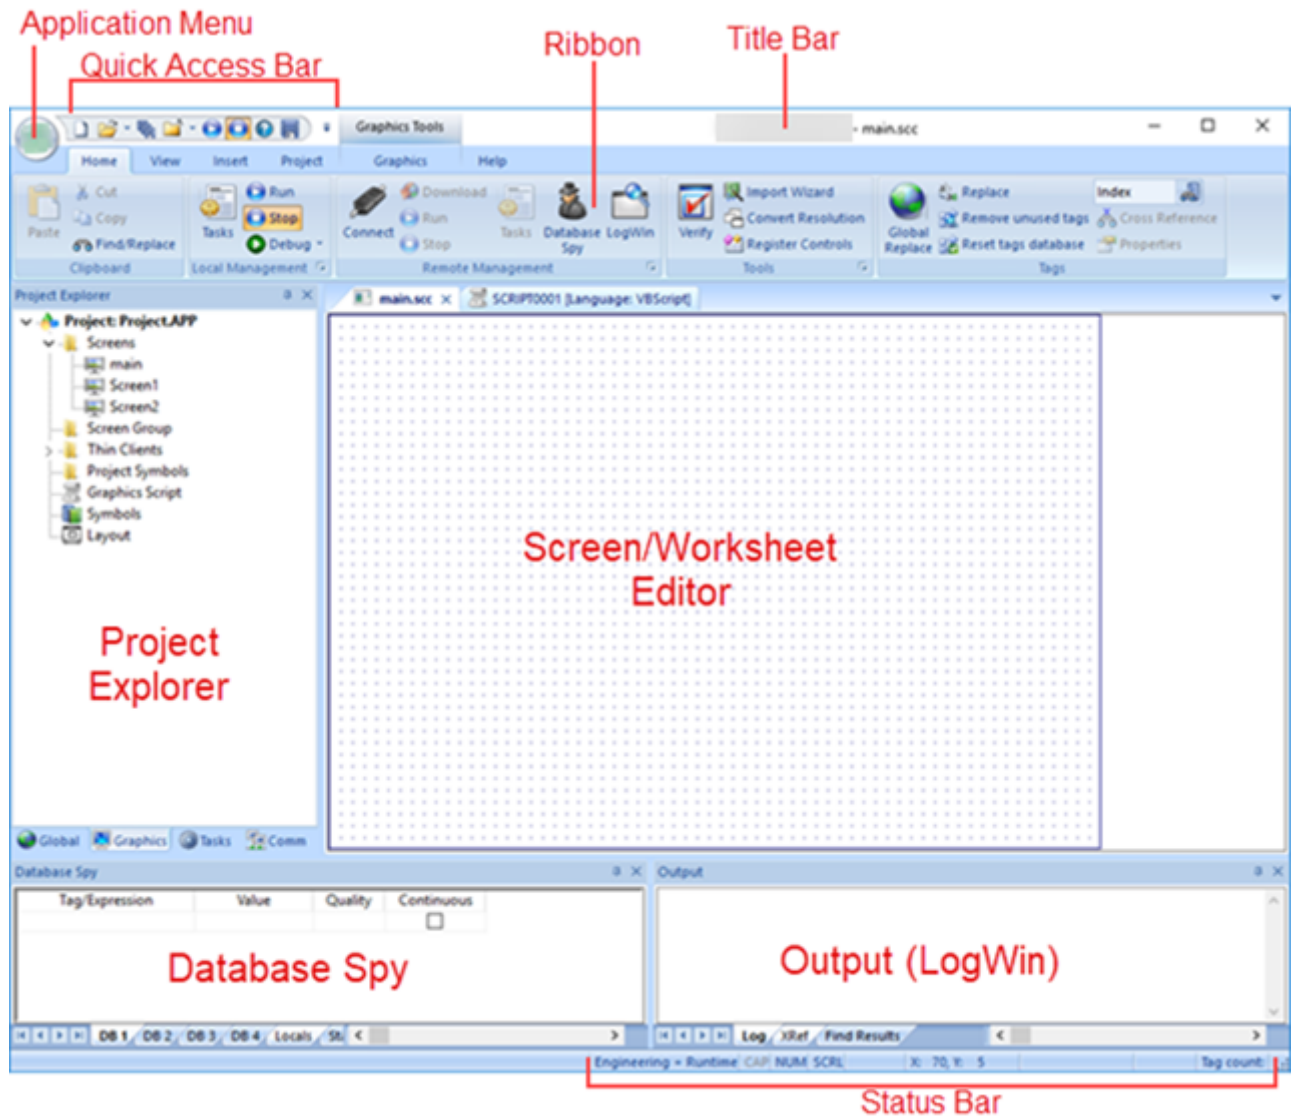 Application Menu
Quick Access Bar
Ribbon
Title Bar
Graphics Tools
- main.scc
Home View Insert Project Graphics Help
Paste
Cut
Copy
Find/Replace
Clipboard
Tasks
Run
Stop
Debug
Local Management
Connect
Download
Run
Stop
Tasks
Database Spy
LogWin
Remote Management
Verify
Import Wizard
Convert Resolution
Register Controls
Tools
Global Replace
Replace
Remove unused tags
Reset tags database
Index
Cross Reference
Properties
Tags
Project Explorer
main.scc
SCRIPT0001 [Language: VBScript]
Project: Project.APP
Screens
main
Screen1
Screen2
Screen Group
Thin Clients
Project Symbols
Graphics Script
Symbols
Layout
Project
Explorer
Screen/Worksheet
Editor
Global Graphics Tasks Comm
Database Spy
Tag/Expression Value Quality Continuous
Database Spy
DB 1 DB 2 DB 3 DB 4 Locals
Output
Output (LogWin)
Log XRef Find Results
Engineering + Runtime CAP NUM SCRL X: 70, Y: 5 Tag count:
Status Bar